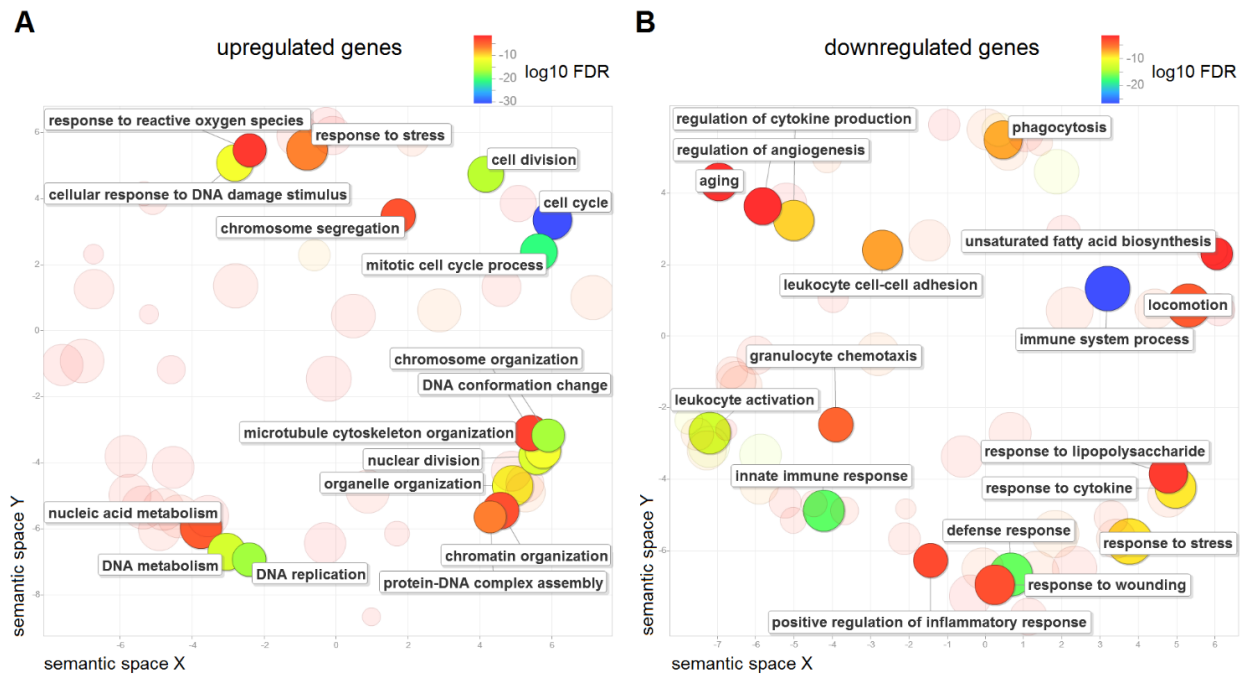 A
upregulated genes
-10
-20
-30
log10 FDR
response to reactive oxygen species
response to stress
cell division
cellular response to DNA damage stimulus
cell cycle
chromosome segregation
mitotic cell cycle process
chromosome organization
DNA conformation change
microtubule cytoskeleton organization
nuclear division
organelle organization
nucleic acid metabolism
chromatin organization
DNA metabolism
DNA replication
protein-DNA complex assembly
6
4
2
0
-2
-4
-6
-8
semantic space Y
-6
-4
-2
0
2
4
6
semantic space X
B
downregulated genes
-10
-20
log10 FDR
regulation of cytokine production
phagocytosis
regulation of angiogenesis
aging
unsaturated fatty acid biosynthesis
leukocyte cell-cell adhesion
locomotion
immune system process
granulocyte chemotaxis
leukocyte activation
response to lipopolysaccharide
innate immune response
response to cytokine
defense response
response to stress
response to wounding
positive regulation of inflammatory response
4
2
0
-2
-4
-6
semantic space Y
-7
-6
-5
-4
-3
-2
-1
0
1
2
3
4
5
6
semantic space X